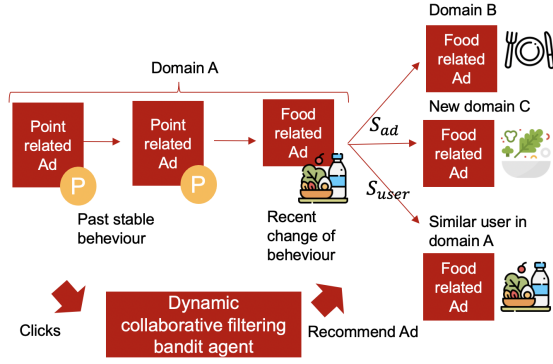 Domain A
Point
related
Ad
P
Point
related
Ad
P
Food
related
Ad
Past stable
beheviour
Recent
change of
beheviour
S_ad
S_user
Domain B
Food
related
Ad
New domain C
Food
related
Ad
Similar user in
domain A
Food
related
Ad
Clicks
Dynamic
collaborative filtering
bandit agent
Recommend Ad